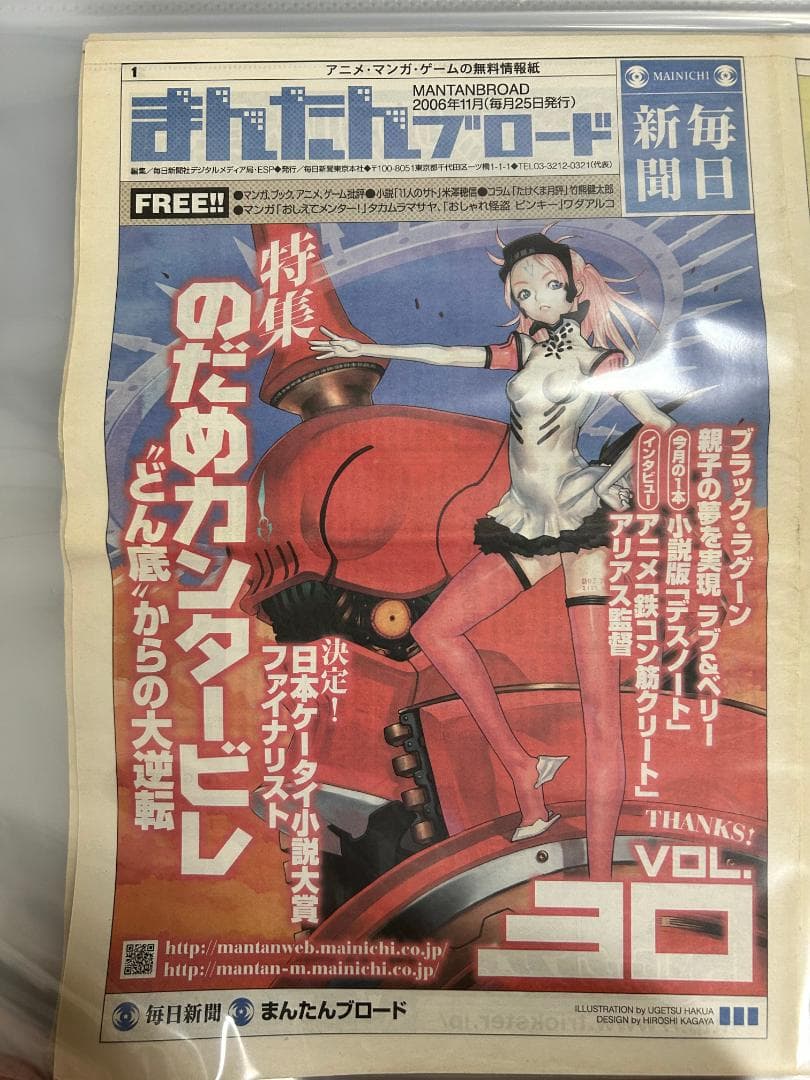 1
アニメ・マンガ・ゲームの無料情報紙
MANTANBROAD
2006年11月(毎月25日発行)
まんたんブロード
編集／毎日新聞社デジタルメディア局・ESP◆発行／毎日新聞東京本社◆〒100-8051東京都千代田区一ツ橋1-1-1◆TEL03-3212-0321(代表)
MAINICHI
毎日
新聞
FREE!!
●マンガ、ブック、アニメ、ゲーム批評●小説「11人のサト」米澤穂信●コラム「たけくま月評」竹熊健太郎
●マンガ「おしえてメンター!」タカムラマサヤ、「おしゃれ怪盗 ピンキー」ワダアルコ
特集
のだめカンタービレ
“どん底”からの大逆転
ブラック・ラグーン
親子の夢を実現 ラブ&ベリー
今月の1本 小説版「デスノート」
インタビュー アニメ「鉄コン筋クリート」
アリアス監督
決定!
日本ケータイ小説大賞
ファイナリスト
THANKS!
VOL.
30
http://mantanweb.mainichi.co.jp/
http://mantan-m.mainichi.co.jp/
毎日新聞 まんたんブロード
ILLUSTRATION by UGETSU HAKUA
DESIGN by HIROSHI KAGAYA